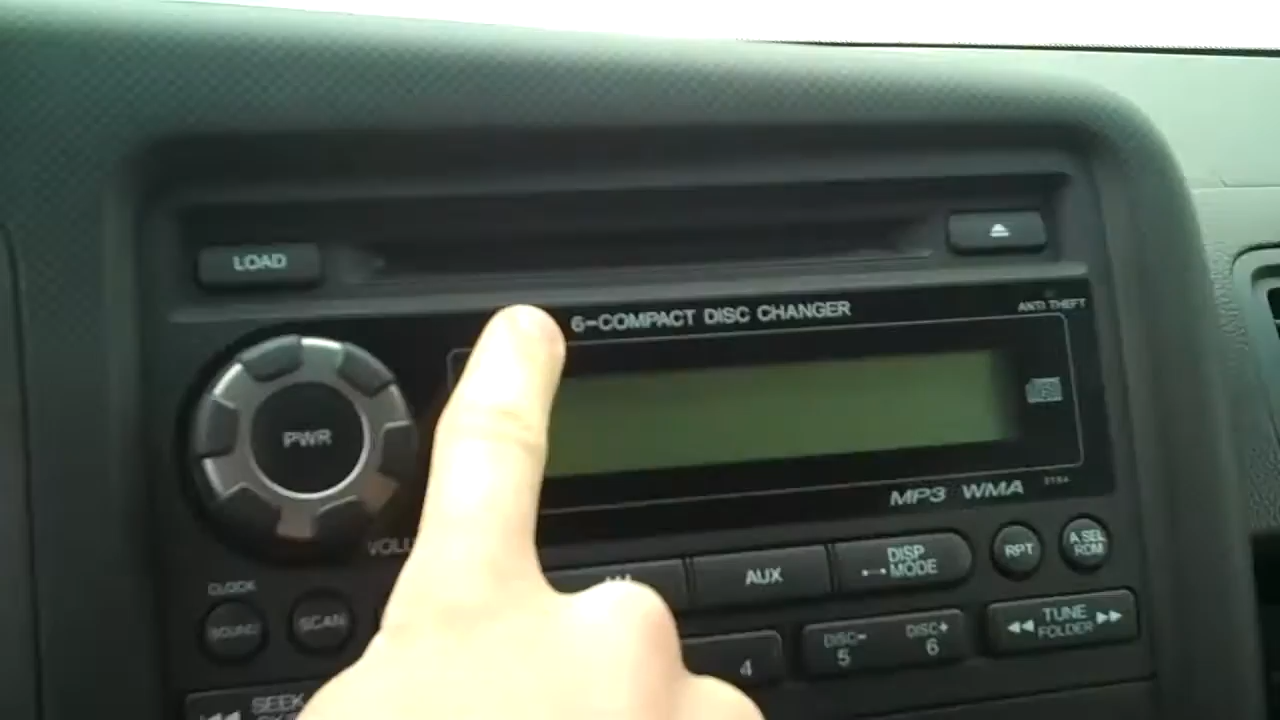 LOAD
6-COMPACT DISC CHANGER
ANTI THEFT
PWR
MP3 WMA
CLOCK
SOUND
SCAN
AUX
DISP
MODE
RPT
A.SEL
RDM
4
DISC-
5
DISC+
6
TUNE
FOLDER
SEEK